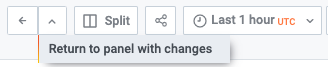 Split
Last 1 hour UTC
Return to panel with changes